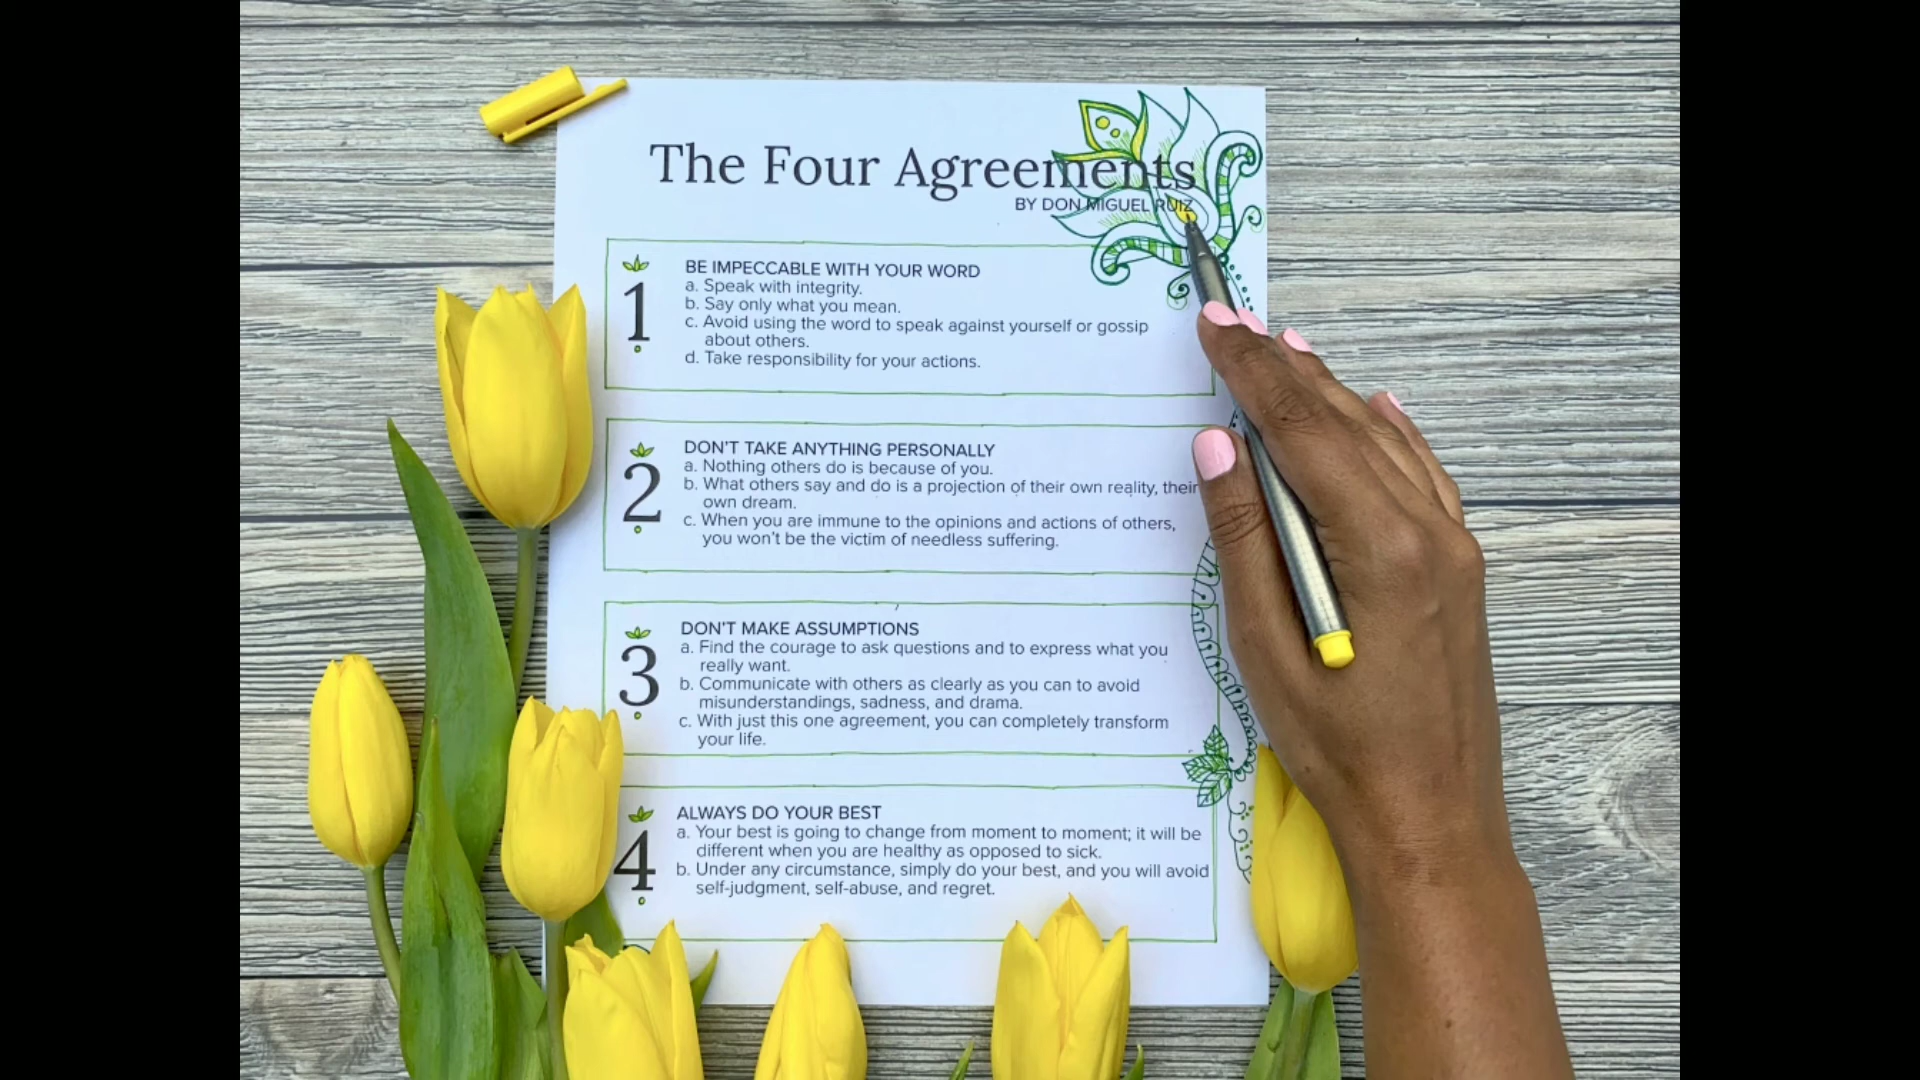 The Four Agreements
BY DON MIGUEL RUIZ
1
BE IMPECCABLE WITH YOUR WORD
a. Speak with integrity.
b. Say only what you mean.
c. Avoid using the word to speak against yourself or gossip
about others.
d. Take responsibility for your actions.
2
DON'T TAKE ANYTHING PERSONALLY
a. Nothing others do is because of you.
b. What others say and do is a projection of their own reality, their
own dream.
c. When you are immune to the opinions and actions of others,
you won't be the victim of needless suffering.
3
DON'T MAKE ASSUMPTIONS
a. Find the courage to ask questions and to express what you
really want.
b. Communicate with others as clearly as you can to avoid
misunderstandings, sadness, and drama.
c. With just this one agreement, you can completely transform
your life.
4
ALWAYS DO YOUR BEST
a. Your best is going to change from moment to moment; it will be
different when you are healthy as opposed to sick.
b. Under any circumstance, simply do your best, and you will avoid
self-judgment, self-abuse, and regret.